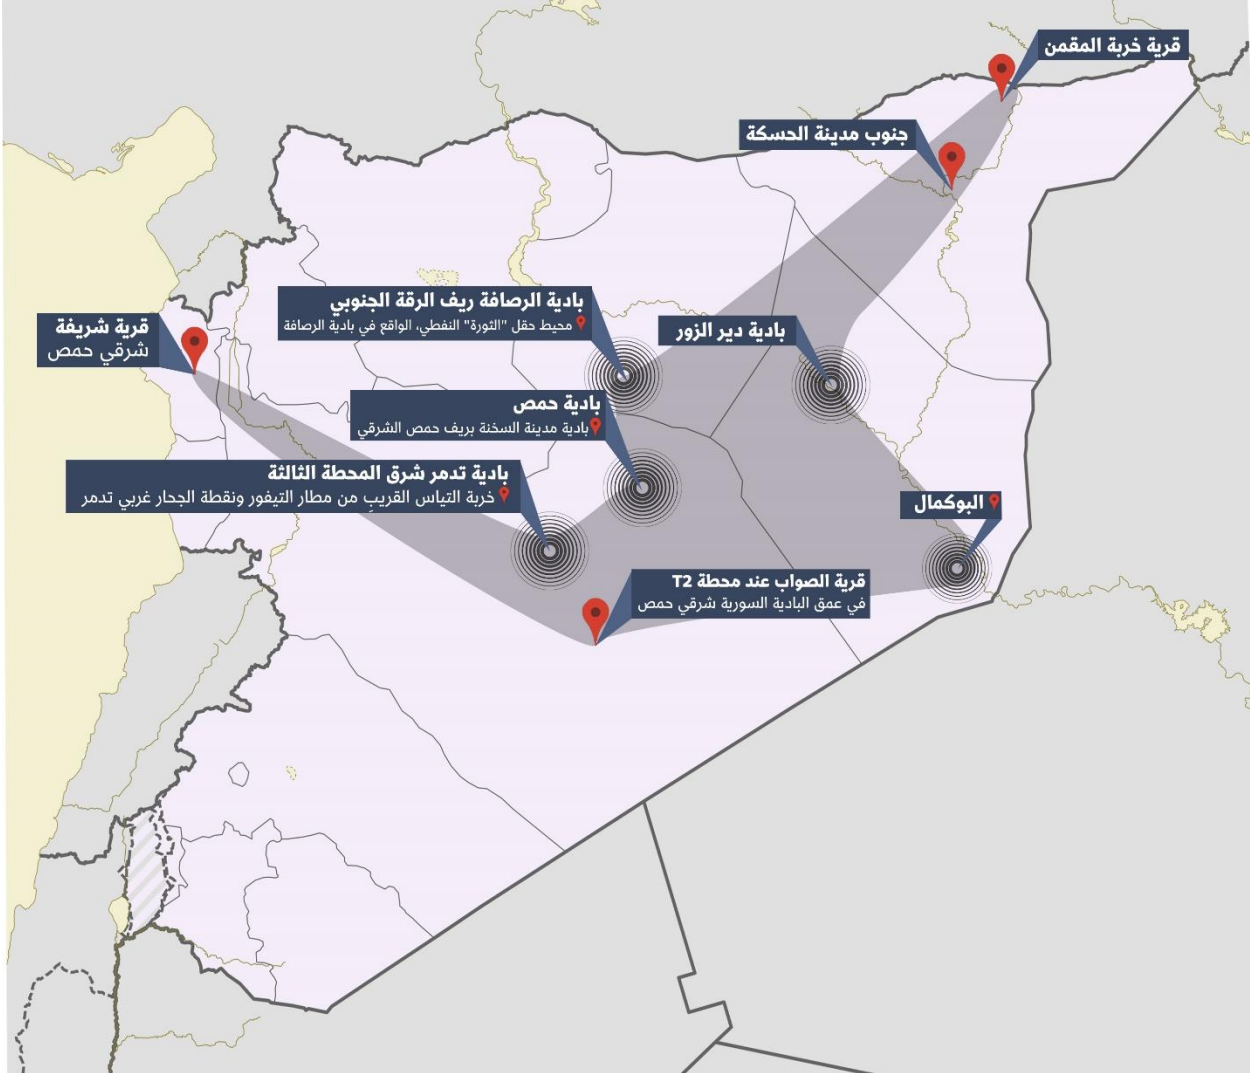 قرية خربة المقمن
جنوب مدينة الحسكة
بادية الرصافة ريف الرقة الجنوبي
محيط حقل "الثورة" النفطي، الواقع في بادية الرصافة
قرية شريفة
شرقي حمص
بادية دير الزور
بادية حمص
بادية مدينة السخنة بريف حمص الشرقي
بادية تدمر شرق المحطة الثالثة
خربة التياس القريب من مطار التيفور ونقطة الجحار غربي تدمر
البوكمال
قرية الصواب عند محطة T2
في عمق البادية السورية شرقي حمص